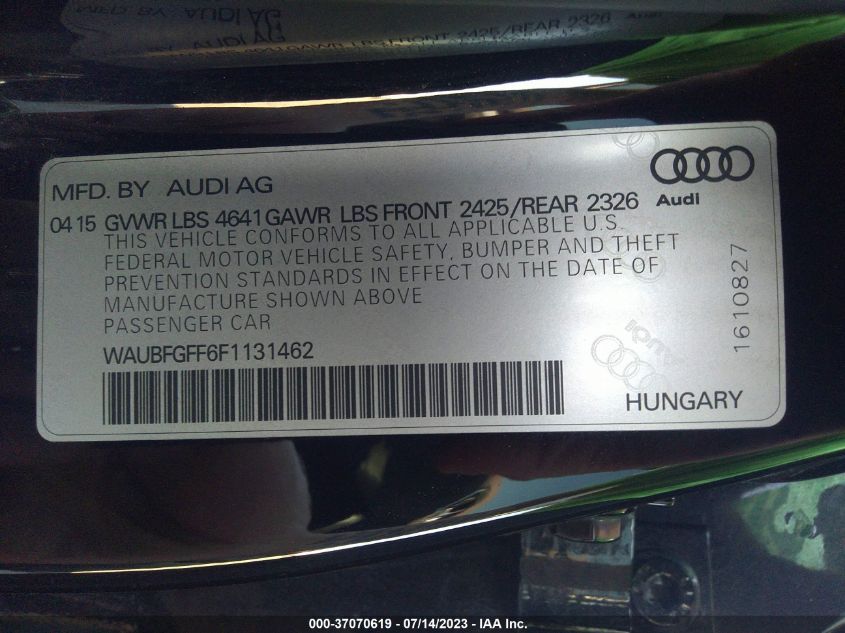 MFD. BY AUDI AG
Audi
0415 GVWR LBS 4641 GAWR LBS FRONT 2425/REAR 2326
THIS VEHICLE CONFORMS TO ALL APPLICABLE U.S.
FEDERAL MOTOR VEHICLE SAFETY, BUMPER AND THEFT
PREVENTION STANDARDS IN EFFECT ON THE DATE OF
MANUFACTURE SHOWN ABOVE
PASSENGER CAR
WAUBFGFF6F1131462
1610827
Audi
HUNGARY
000-37070619 / 07/14/2023 - IAA Inc.